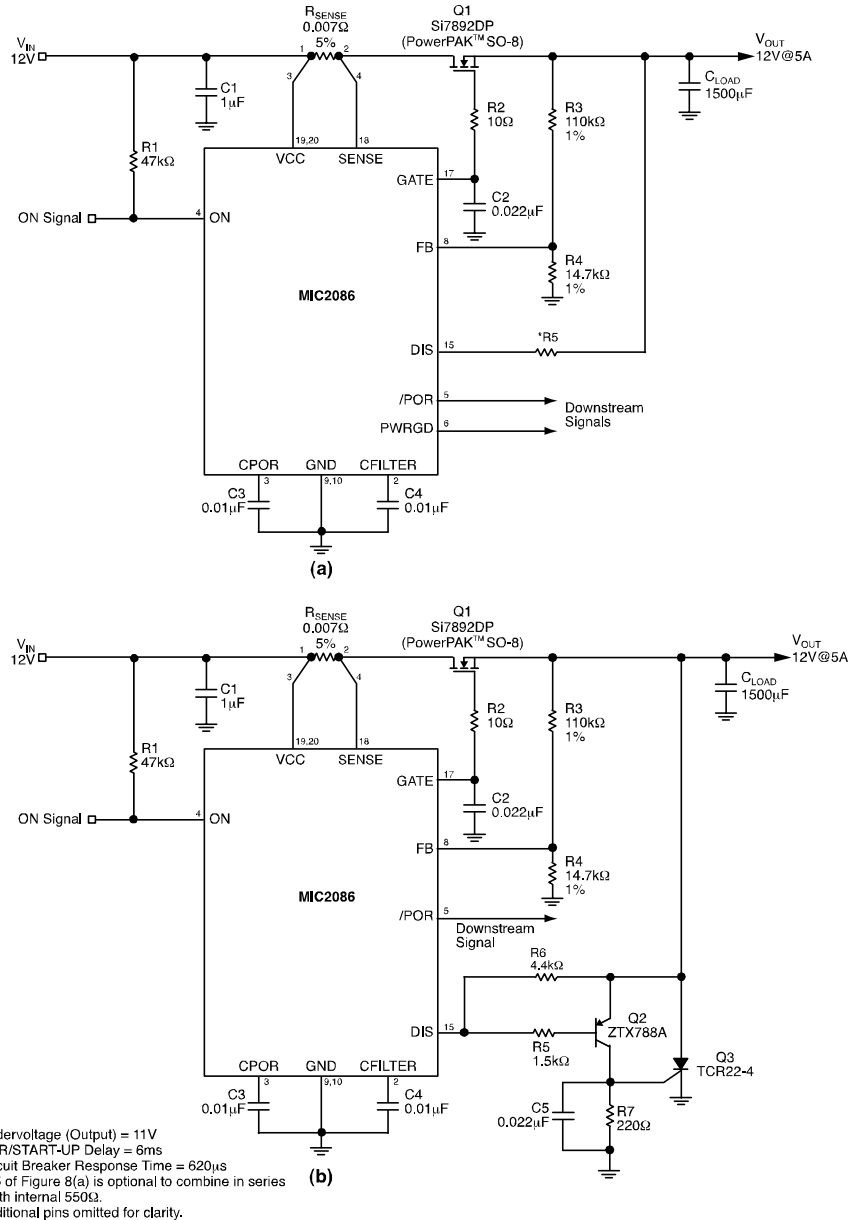 R_SENSE
0.007Ω
5%
Q1
Si7892DP
(PowerPAK™ SO-8)
V_IN
12V
1
2
V_OUT
12V@5A
3
4
C1
1µF
C_LOAD
1500µF
R2
10Ω
R3
110kΩ
1%
R1
47kΩ
19,20
18
VCC
SENSE
GATE
17
C2
0.022µF
ON Signal
4
ON
FB
8
R4
14.7kΩ
1%
MIC2086
DIS
15
*R5
/POR
5
Downstream
Signals
PWRGD
6
CPOR
GND
CFILTER
3
9,10
2
C3
0.01µF
C4
0.01µF
(a)
R_SENSE
0.007Ω
5%
Q1
Si7892DP
(PowerPAK™ SO-8)
V_IN
12V
1
2
V_OUT
12V@5A
3
4
C1
1µF
C_LOAD
1500µF
R2
10Ω
R3
110kΩ
1%
R1
47kΩ
19,20
18
VCC
SENSE
GATE
17
C2
0.022µF
ON Signal
4
ON
FB
8
R4
14.7kΩ
1%
MIC2086
/POR
5
Downstream
Signal
R6
4.4kΩ
DIS
15
R5
1.5kΩ
Q2
ZTX788A
Q3
TCR22-4
CPOR
GND
CFILTER
3
9,10
2
C3
0.01µF
C4
0.01µF
C5
0.022µF
R7
220Ω
(b)
dervoltage (Output) = 11V
R/START-UP Delay = 6ms
cuit Breaker Response Time = 620µs
of Figure 8(a) is optional to combine in series
th internal 550Ω.
ditional pins omitted for clarity.